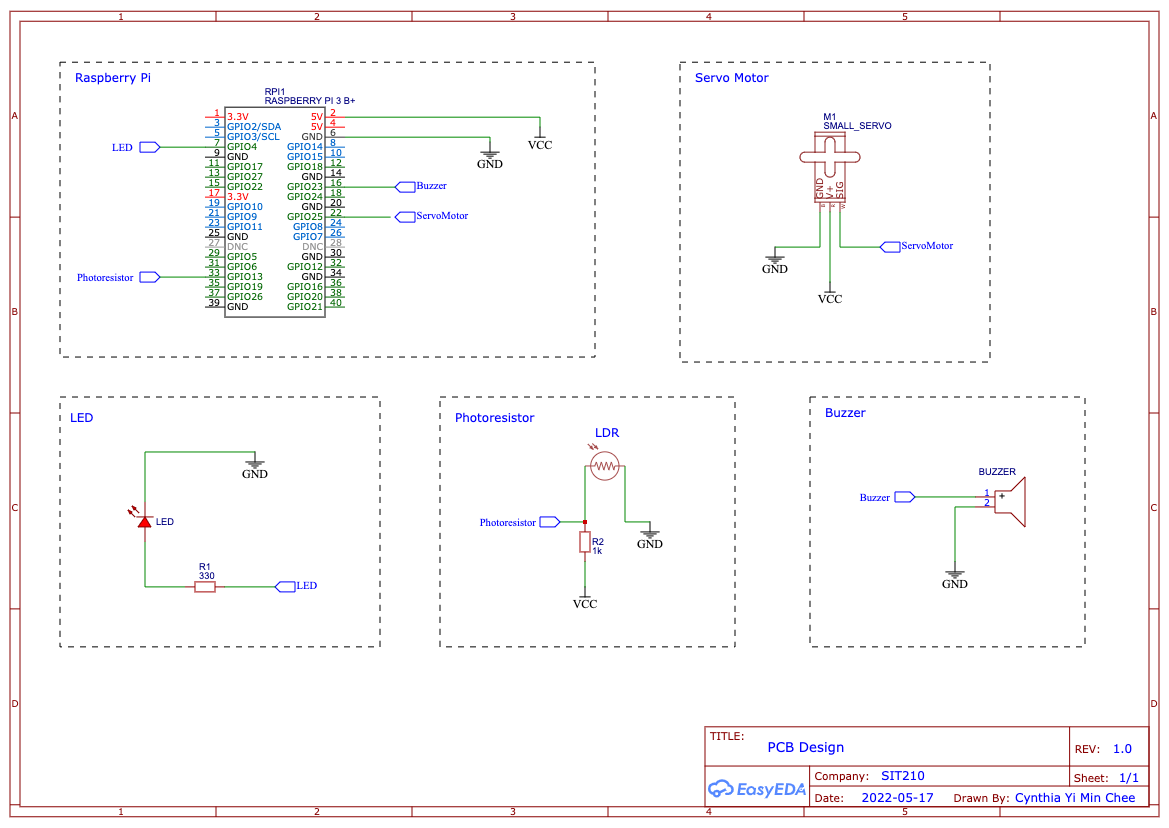 1 2 3 4 5
A A
B B
C C
D D
1 2 3 4 5
Raspberry Pi
RPI1
RASPBERRY PI 3 B+
1 3.3V 5V 2
3 GPIO2/SDA 5V 4
5 GPIO3/SCL GND 6
7 GPIO4 GPIO14 8
9 GND GPIO15 10
11 GPIO17 GPIO18 12
13 GPIO27 GND 14
15 GPIO22 GPIO23 16
17 3.3V GPIO24 18
19 GPIO10 GND 20
21 GPIO9 GPIO25 22
23 GPIO11 GPIO8 24
25 GND GPIO7 26
27 DNC DNC 28
29 GPIO5 GND 30
31 GPIO6 GPIO12 32
33 GPIO13 GND 34
35 GPIO19 GPIO16 36
37 GPIO26 GPIO20 38
39 GND GPIO21 40
LED
Photoresistor
VCC
GND
Buzzer
ServoMotor
Servo Motor
M1
SMALL_SERVO
GND
V+
SIG
B R W
ServoMotor
GND
VCC
LED
GND
LED
R1
330
LED
Photoresistor
LDR
Photoresistor
R2
1k
GND
VCC
Buzzer
BUZZER
Buzzer
1 +
2
GND
TITLE:
PCB Design
REV: 1.0
EasyEDA
Company: SIT210
Sheet: 1/1
Date: 2022-05-17 Drawn By: Cynthia Yi Min Chee